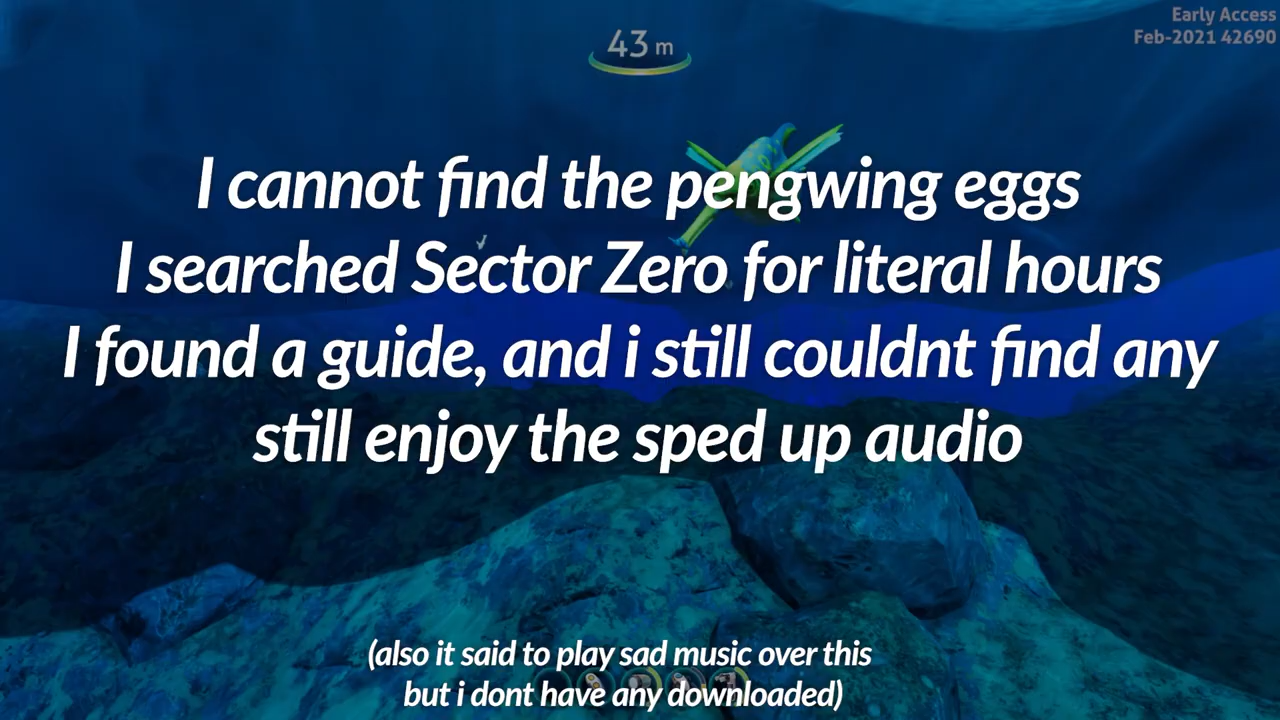 Early Access
Feb-2021 42690
43 m
I cannot find the pengwing eggs
I searched Sector Zero for literal hours
I found a guide, and i still couldnt find any
still enjoy the sped up audio
(also it said to play sad music over this
but i dont have any downloaded)